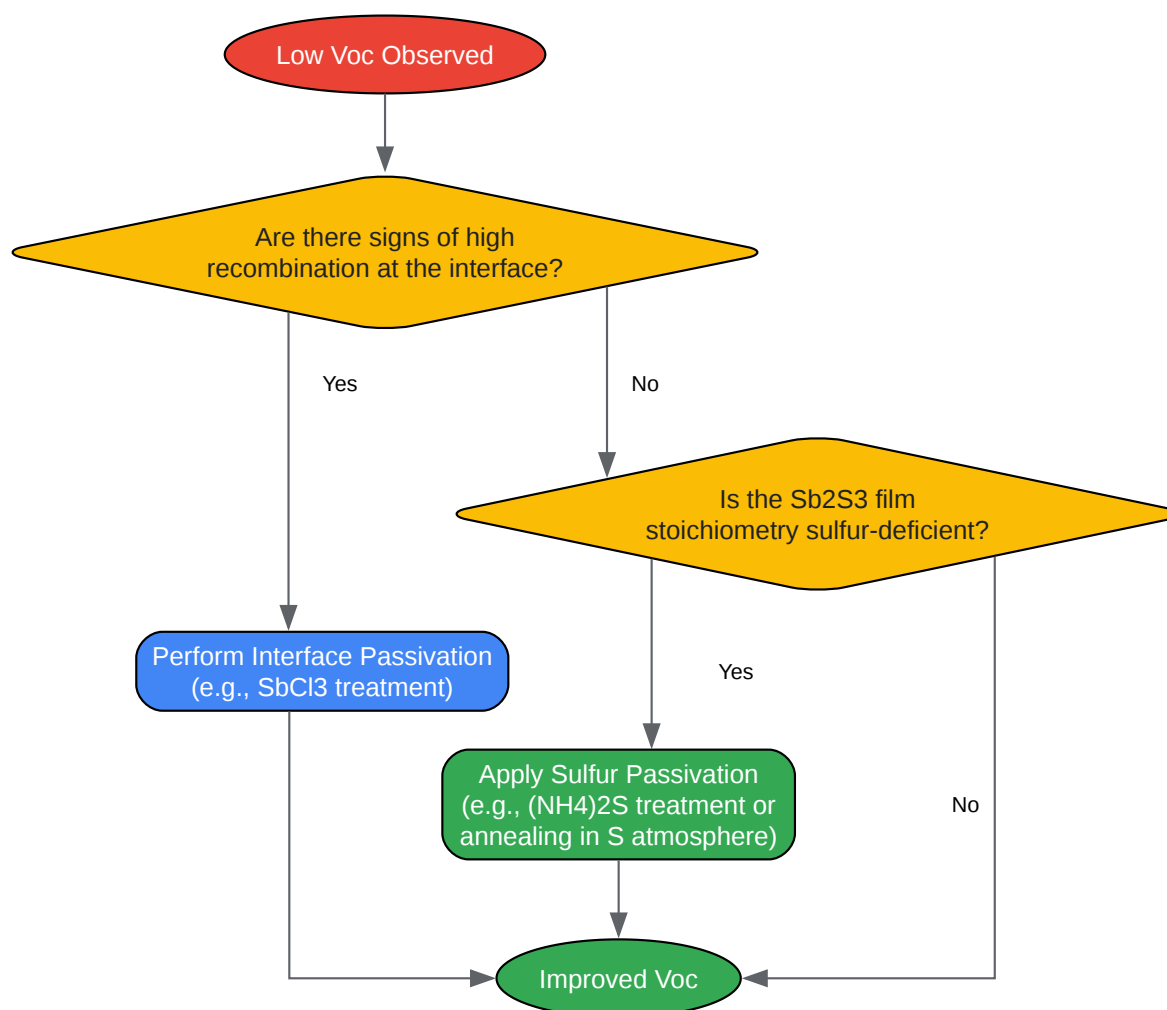 Low Voc Observed
Are there signs of high
recombination at the interface?
Yes
No
Is the Sb2S3 film
stoichiometry sulfur-deficient?
Perform Interface Passivation
(e.g., SbCl3 treatment)
Yes
Apply Sulfur Passivation
(e.g., (NH4)2S treatment or
annealing in S atmosphere)
No
Improved Voc